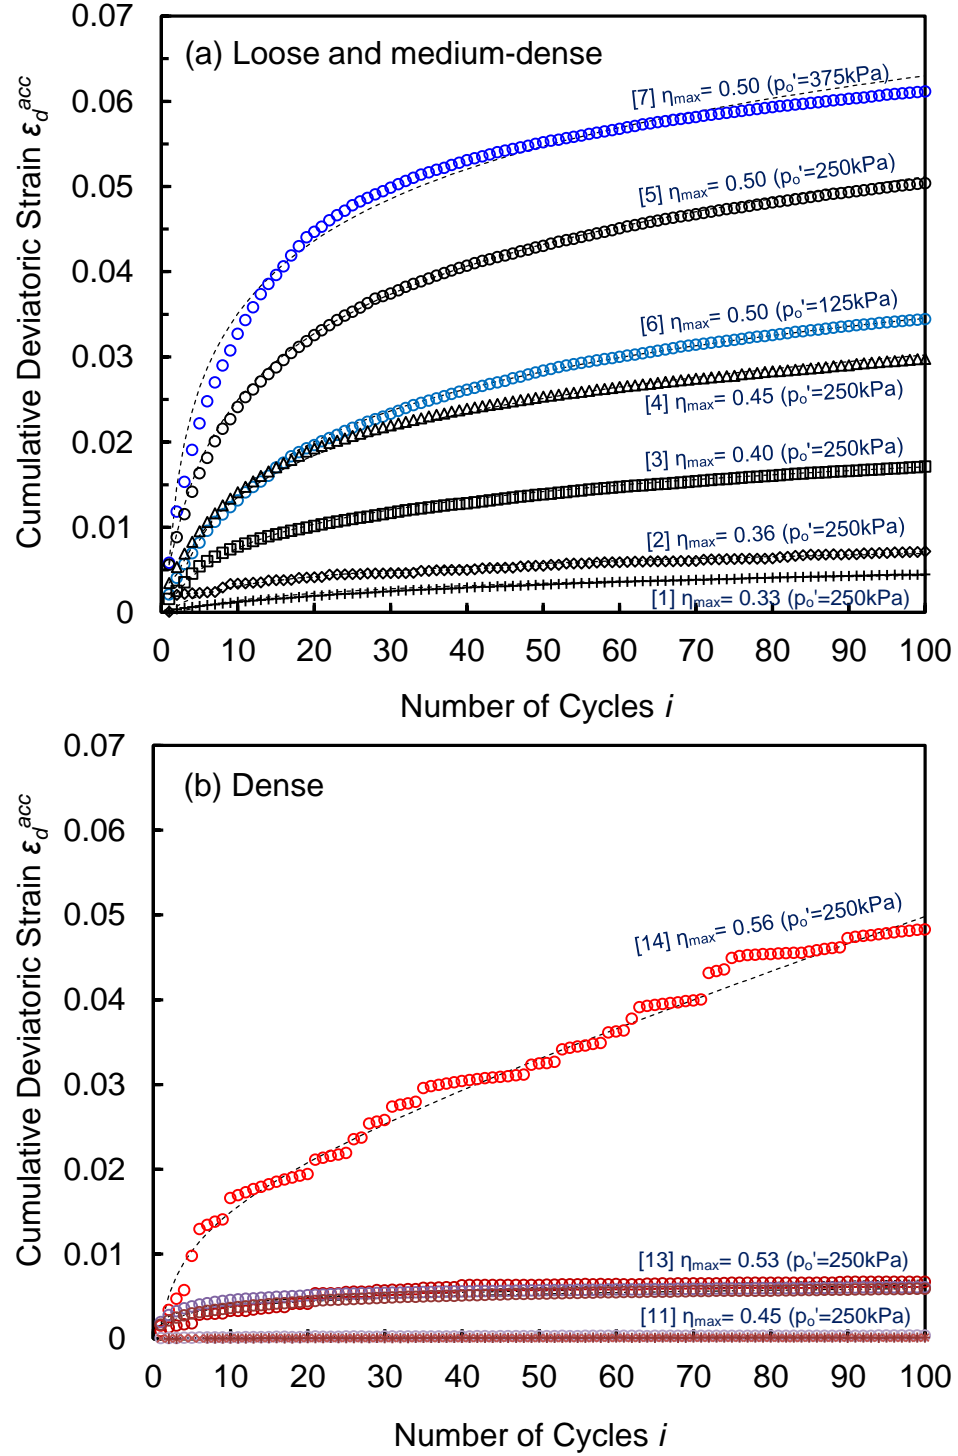 0.07
(a) Loose and medium-dense
0.06
[7] ηmax= 0.50 (po'=375kPa)
0.05
[5] ηmax= 0.50 (po'=250kPa)
0.04
[6] ηmax= 0.50 (po'=125kPa)
0.03
[4] ηmax= 0.45 (po'=250kPa)
0.02
[3] ηmax= 0.40 (po'=250kPa)
0.01
[2] ηmax= 0.36 (po'=250kPa)
[1] ηmax= 0.33 (po'=250kPa)
0
Cumulative Deviatoric Strain εd^acc
0 10 20 30 40 50 60 70 80 90 100
Number of Cycles i
0.07
(b) Dense
0.06
0.05
[14] ηmax= 0.56 (po'=250kPa)
0.04
0.03
0.02
0.01
[13] ηmax= 0.53 (po'=250kPa)
[11] ηmax= 0.45 (po'=250kPa)
0
Cumulative Deviatoric Strain εd^acc
0 10 20 30 40 50 60 70 80 90 100
Number of Cycles i